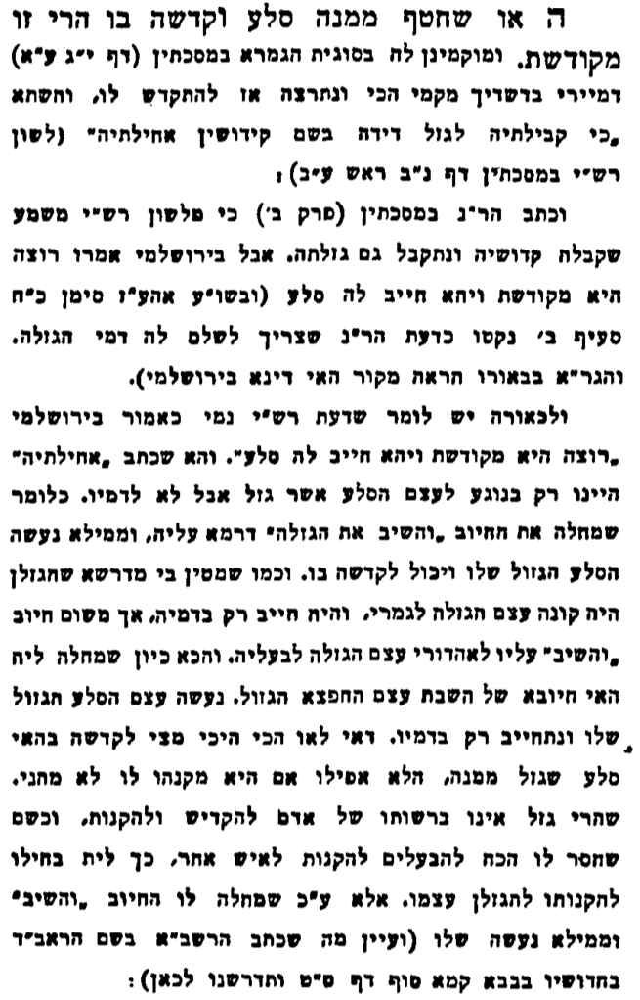 ה או שחטף ממנה סלע וקדשה בו הרי זו
מקודשת. ומוקמינן לה בסוגית הגמרא במסכתין (דף י״ג ע״א)
דמיירי בדשדיך מקמי הכי ונתרצה אז להתקדש לו, והשתא
„כי קבילתיה לגזל דידה בשם קידושין אחילתיה״ (לשון
רש״י במסכתין דף נ״ב ראש ע״ב):
וכתב הר״נ במסכתין (פרק ב׳) כי מלשון רש״י משמע
שקבלת קדושיה ונתקבל גם גזלתה. אבל בירושלמי אמרו רוצה
היא מקודשת ויהא חייב לה סלע (ובשו״ע אהע״ז סימן כ״ח
סעיף ב׳ נקטו כדעת הר״נ שצריך לשלם לה דמי הגזלה.
והגר״א בבאורו הראה מקור האי דינא בירושלמי).
ולכאורה יש לומר שדעת רש״י נמי כאמור בירושלמי
„רוצה היא מקודשת ויהא חייב לה סלע״. והא שכתב „אחילתיה״
היינו רק בנוגע לעצם הסלע אשר גזל אבל לא לדמיו. כלומר
שמחלה את החיוב „והשיב את הגזלה״ דרמא עליה, וממילא נעשה
הסלע הגזול שלו ויכול לקדשה בו. וכמו שמטין בי מדרשא שהגזלן
היה קונה עצם הגזלה לגמרי, והיה חייב רק בדמיה, אך משום חיוב
„והשיב״ עליו לאהדורי עצם הגזלה לבעליה. והכא כיון שמחלה ליה
האי חיובא של השבת עצם החפצא הגזול. נעשה עצם הסלע הגזול
שלו ונתחייב רק בדמיו. דאי לאו הכי היכי מצי לקדשה בהאי
סלע שגזל ממנה, הלא אפילו אם היא מקנהו לו לא מהני.
שהרי גזל אינו ברשותו של אדם להקדיש ולהקנות, וכשם
שחסר לו הכח להבעלים להקנות לאיש אחר, כך לית בחילו
להקנותו להגזלן עצמו. אלא ע״כ שמחלה לו החיוב „והשיב״
וממילא נעשה שלו (ועיין מה שכתב הרשב״א בשם הראב״ד
בחדושיו בבבא קמא סוף דף ס״ט ותדרשנו לכאן):